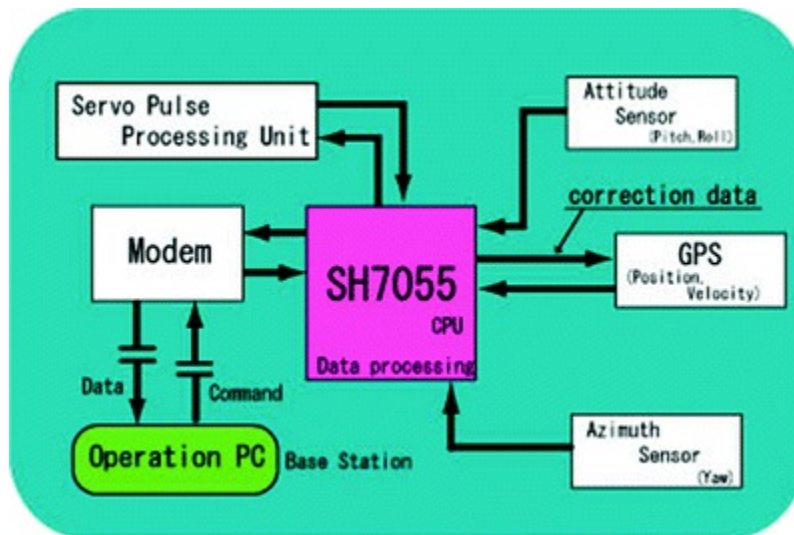 Servo Pulse
Processing Unit
Attitude
Sensor
(Pitch,Roll)
correction data
Modem
SH7055
CPU
Data processing
GPS
(Position,
Velocity)
Data
Command
Operation PC
Base Station
Azimuth
Sensor
(Yaw)